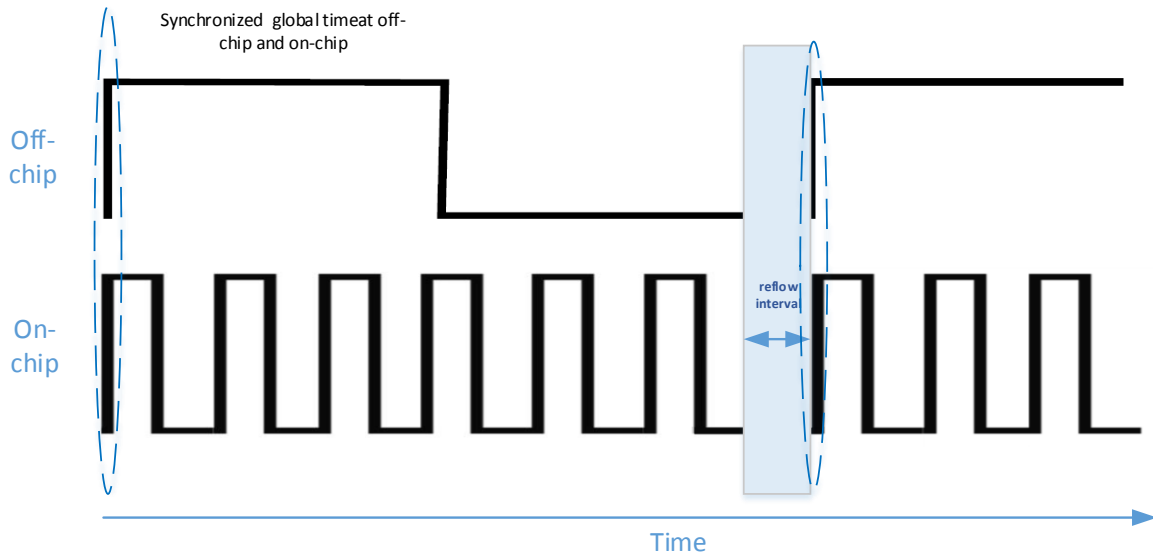 Synchronized global timeat off-
chip and on-chip
Off-
chip
reflow
interval
On-
chip
Time